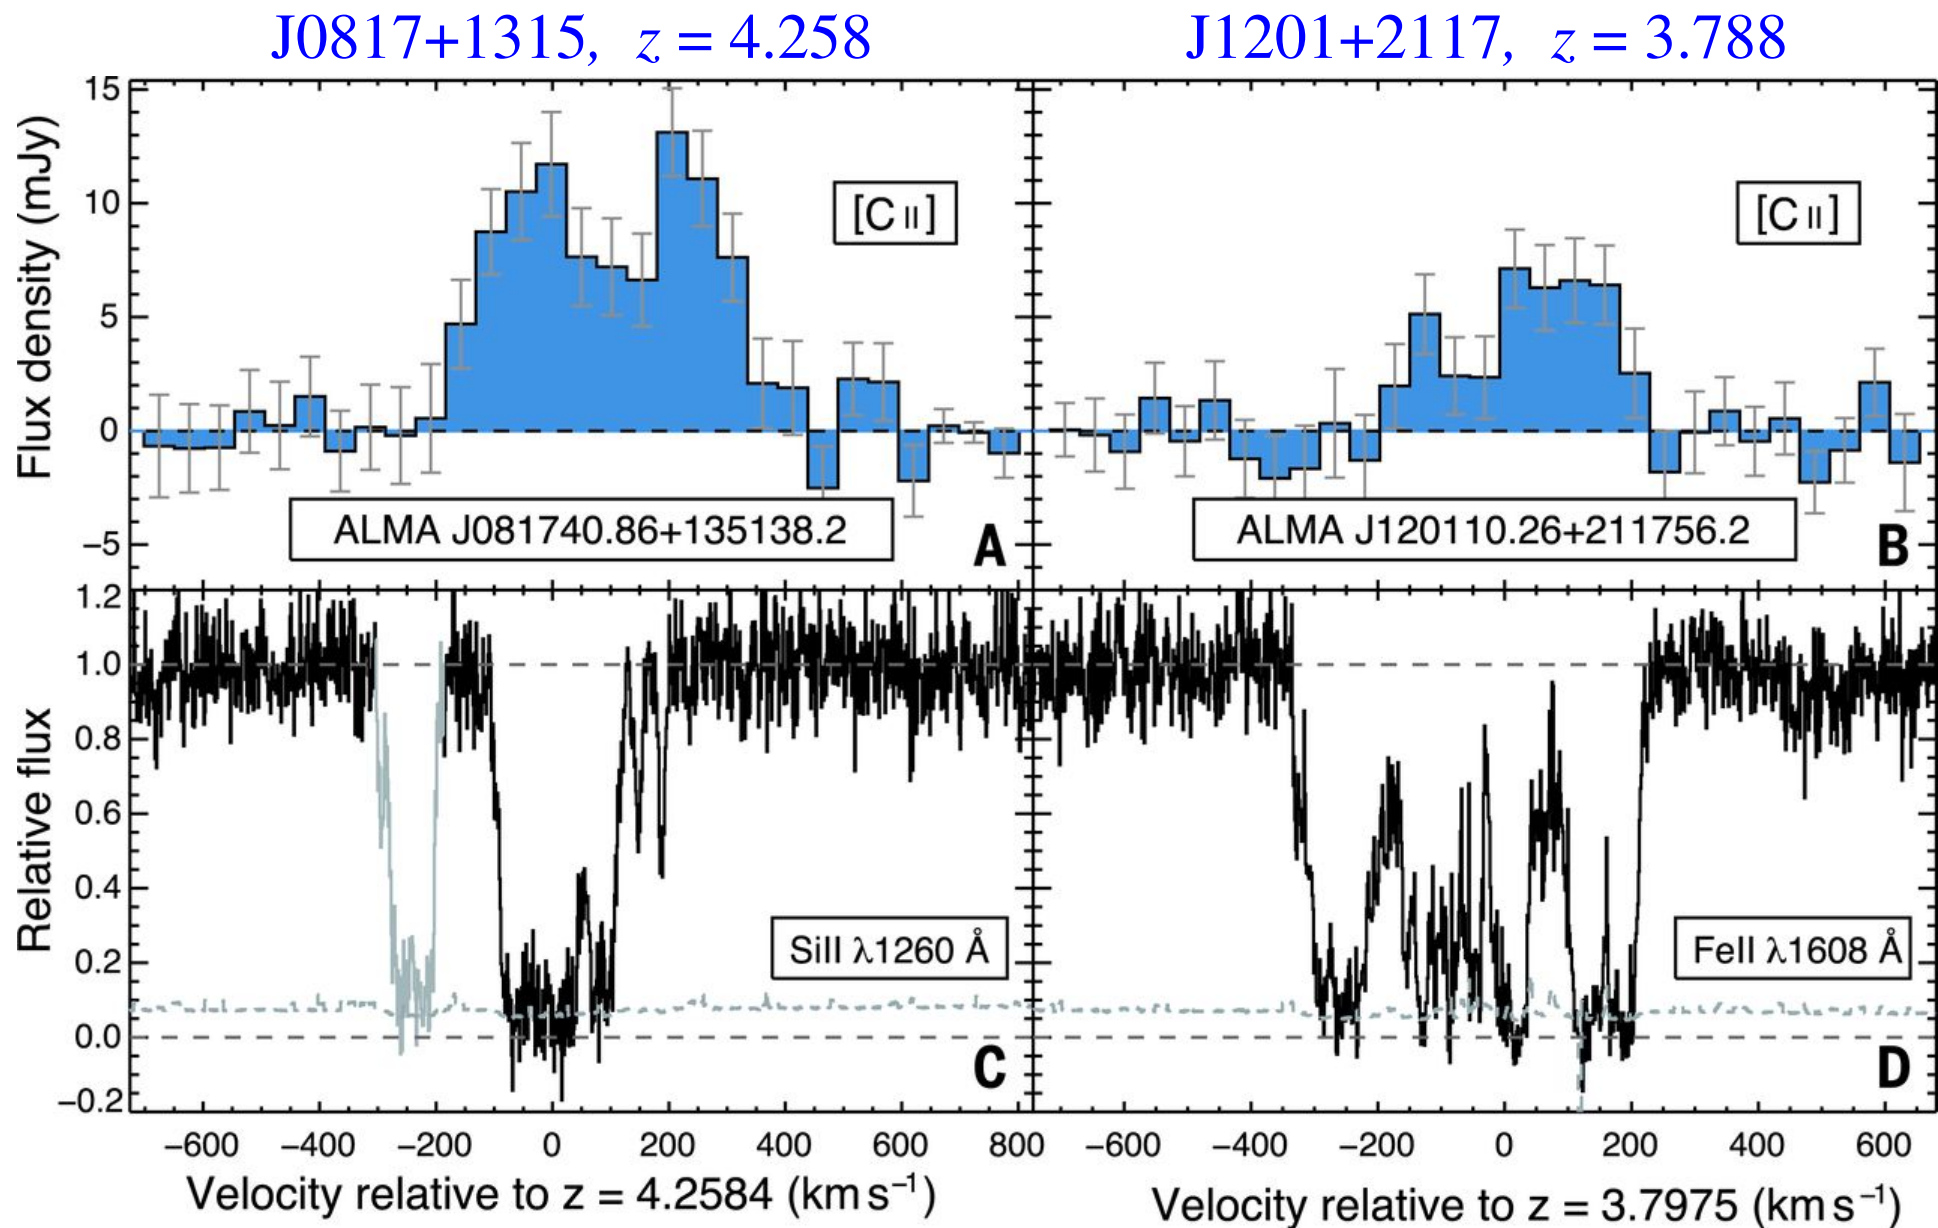 J0817+1315, z = 4.258
J1201+2117, z = 3.788
Flux density (mJy)
15
10
5
0
−5
[C II]
ALMA J081740.86+135138.2
A
[C II]
ALMA J120110.26+211756.2
B
Relative flux
1.2
1.0
0.8
0.6
0.4
0.2
0.0
−0.2
SiII λ1260 Å
C
FeII λ1608 Å
D
−600 −400 −200 0 200 400 600 800
−600 −400 −200 0 200 400 600
Velocity relative to z = 4.2584 (km s⁻¹)
Velocity relative to z = 3.7975 (km s⁻¹)